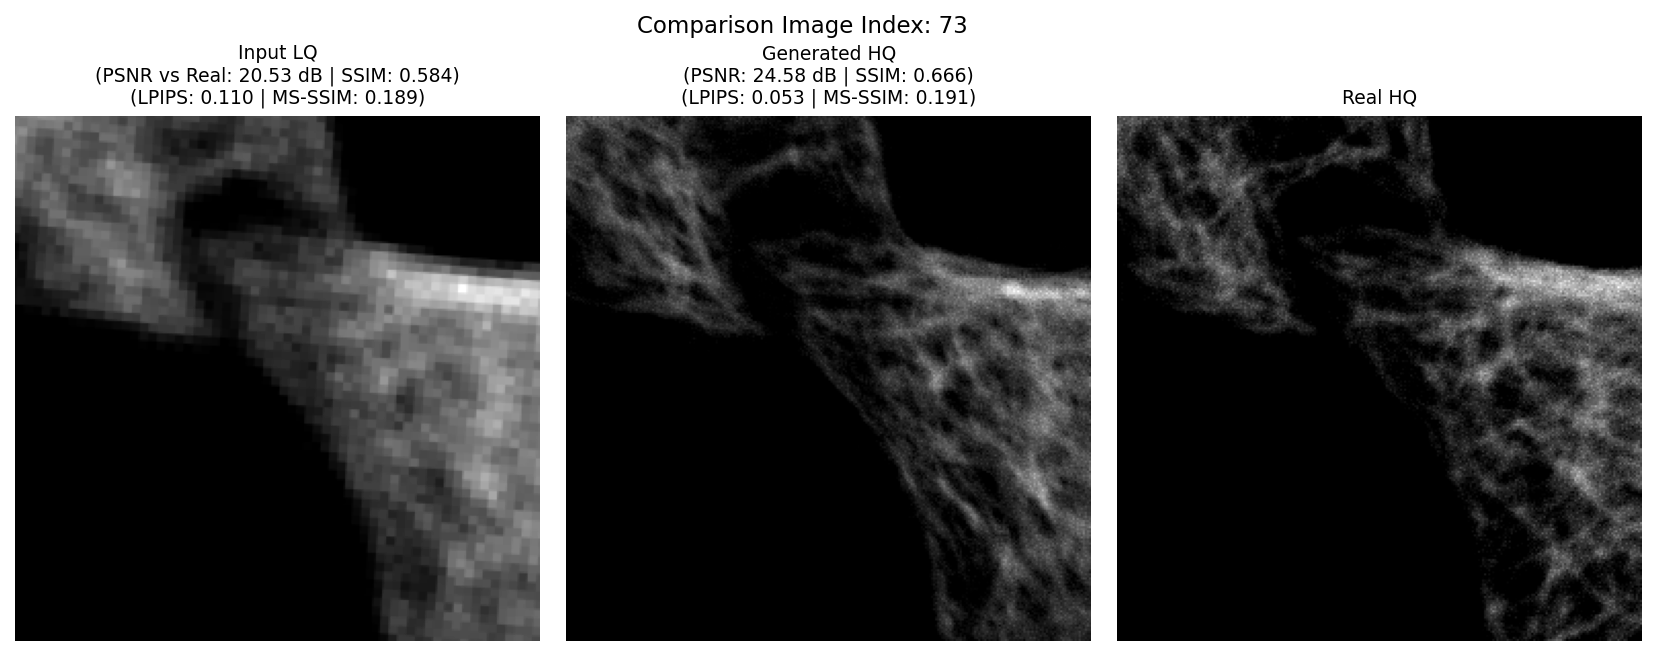 Comparison Image Index: 73
Input LQ
(PSNR vs Real: 20.53 dB | SSIM: 0.584)
(LPIPS: 0.110 | MS-SSIM: 0.189)
Generated HQ
(PSNR: 24.58 dB | SSIM: 0.666)
(LPIPS: 0.053 | MS-SSIM: 0.191)
Real HQ